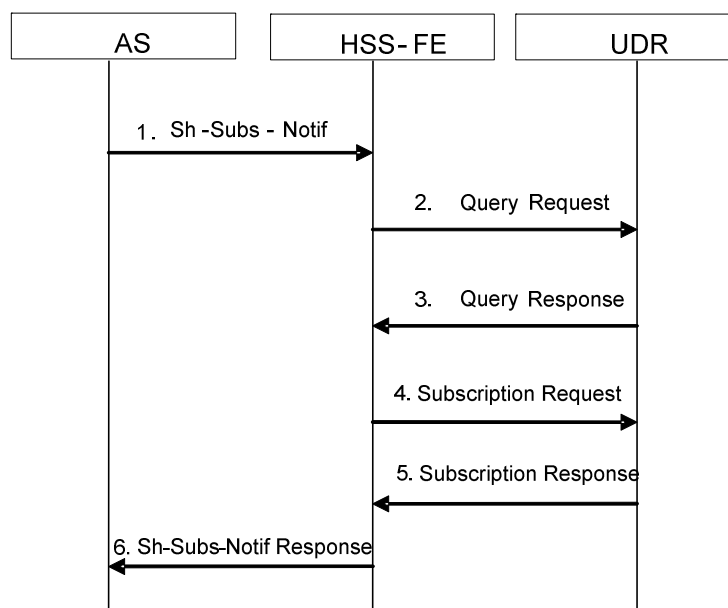 AS
HSS-FE
UDR
1. Sh -Subs - Notif
2. Query Request
3. Query Response
4. Subscription Request
5. Subscription Response
6. Sh-Subs-Notif Response